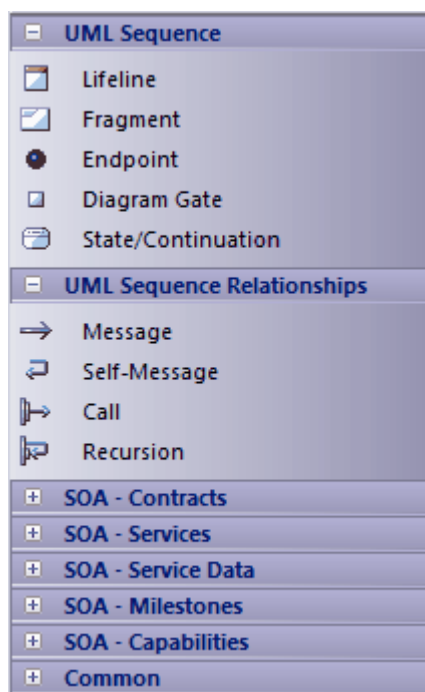 UML Sequence
Lifeline
Fragment
Endpoint
Diagram Gate
State/Continuation
UML Sequence Relationships
Message
Self-Message
Call
Recursion
SOA - Contracts
SOA - Services
SOA - Service Data
SOA - Milestones
SOA - Capabilities
Common